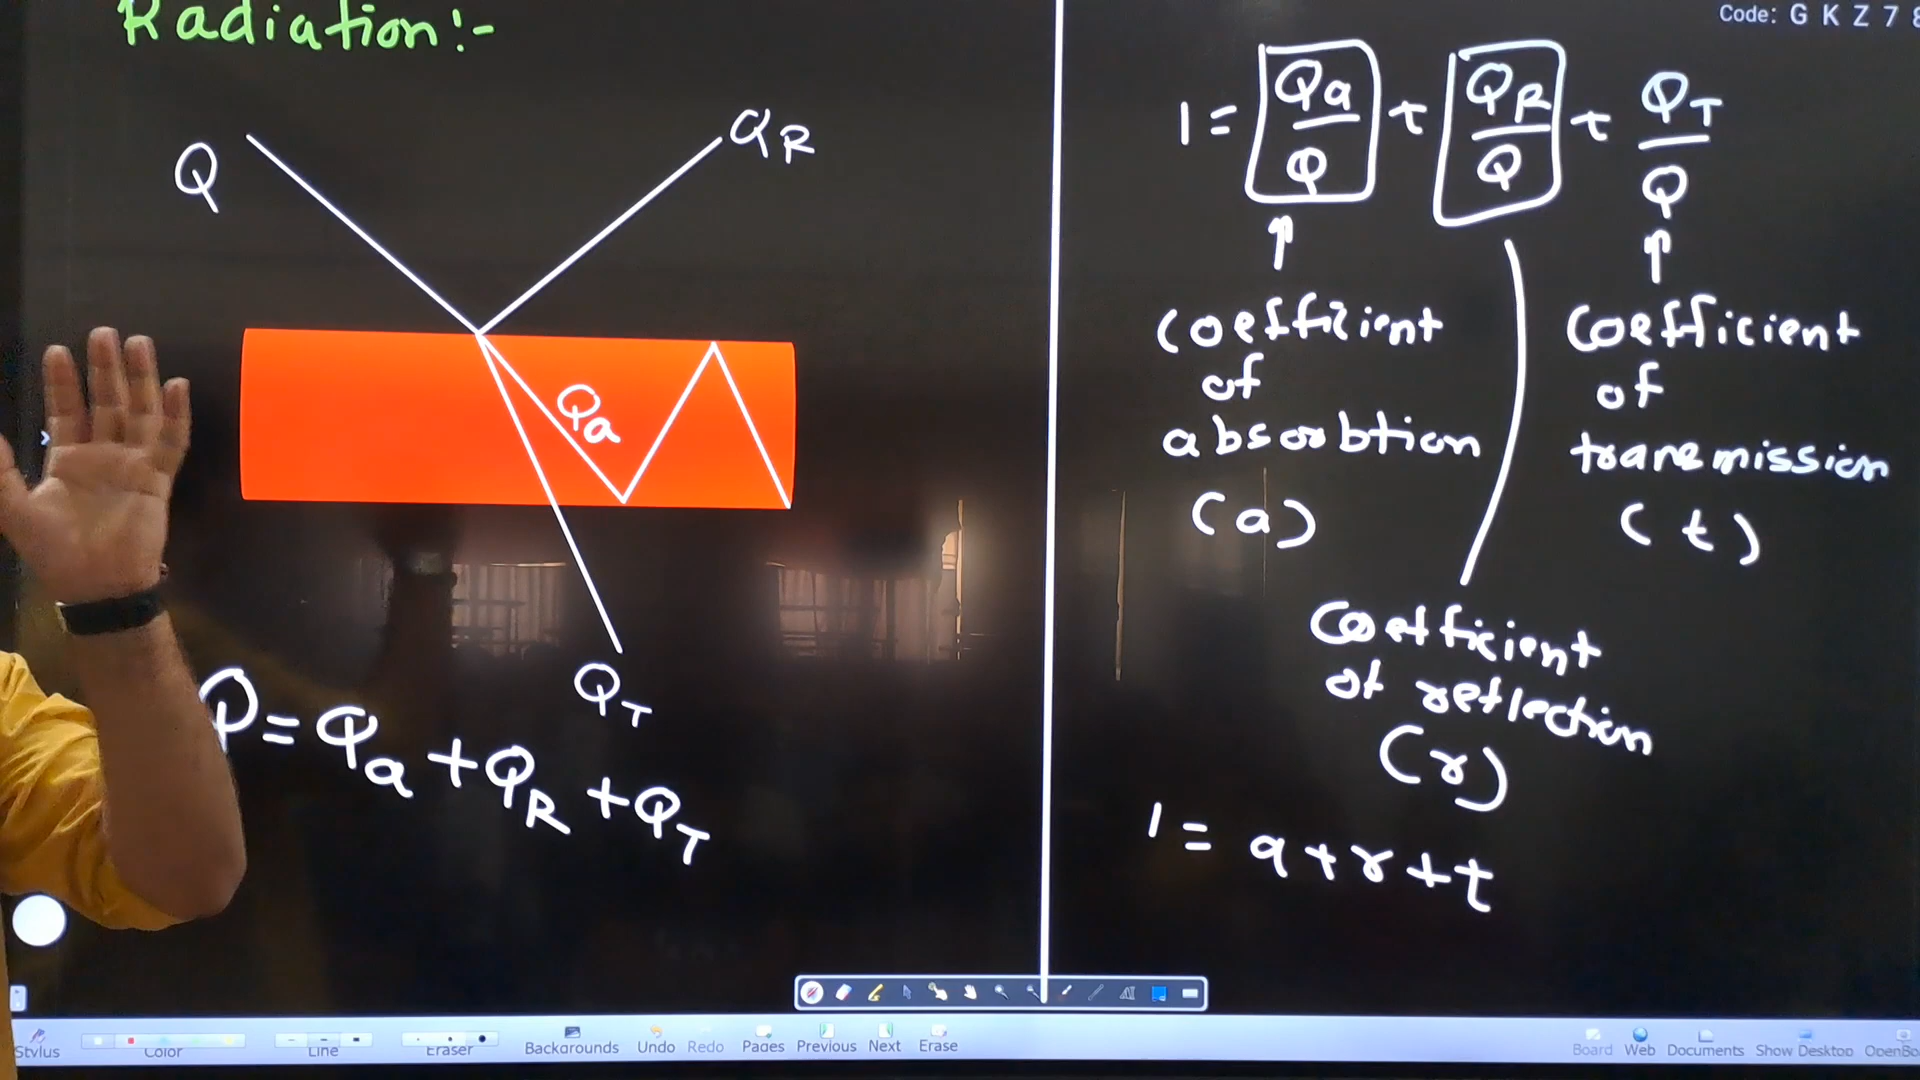 Radiation:-
Q
QR
Qa
QT
Q = Qa + QR + QT
Code: G K Z 7 8
1 = Qa/Q + QR/Q + QT/Q
coefficient
of
absorbtion
(a)
coefficient
of
transmission
(t)
coefficient
of reflection
(r)
1 = a + r + t
Stylus
Color
Line
Eraser
Backgrounds
Undo
Redo
Pages
Previous
Next
Erase
Board
Web
Documents
Show Desktop
OpenBo